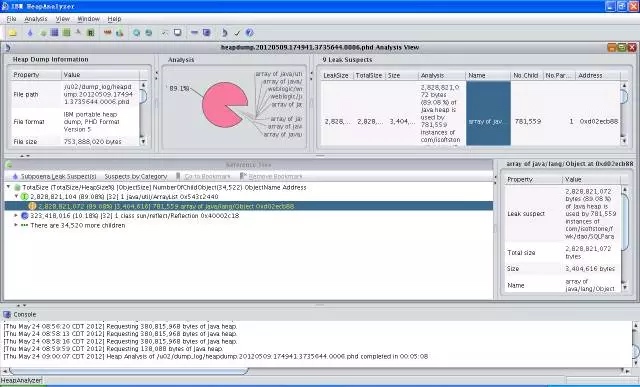 IBM HeapAnalyzer
File Analysis View Window Help
heapdump.20120509.174941.3735644.0006.phd Analysis View
Heap Dump Information
Property Value
File path /u02/dump_log/heapd
ump.20120509.17494
1.3735644.0006.phd
File format IBM portable heap
dump, PHD Format
Version 5
File size 753,888,020 bytes
Analysis
89.1%
array of java/uti
array of java/
weblogic/w
weblogic/j
array of ja
array of ja
array of java/
array of java/
9 Leak Suspects
LeakSize TotalSize Size Analysis Name No.Child No.Par... Address
2,828,... 2,828,... 3,404,... 2,828,821,0
72 bytes
(89.08 %) of
Java heap is
used by
781,559
instances of
com/isoftston
array of jav... 781,559 1 0xd02ecb88
Reference Tree
Subpoena Leak Suspect(s) Suspects by Category Go to Bookmark Remove Bookmark
TotalSize (TotalSize/HeapSize%) [ObjectSize] NumberOfChildObject(34,522) ObjectName Address
2,828,821,104 (89.08%) [32] 1 java/util/ArrayList 0x543c2440
2,828,821,072 (89.08%) [3,404,616] 781,559 array of java/lang/Object 0xd02ecb88
323,418,016 (10.18%) [32] 1 class sun/reflect/Reflection 0x40002c18
There are 34,520 more children
array of java/lang/Object at 0xd02ecb88
Property Value
Leak suspect 2,828,821,072
bytes (89.08 %)
of Java heap is
used by 781,559
instances of
com/isoftstone/f
wk/dao/SQLPara
Total size 2,828,821,072
bytes
Size 3,404,616 bytes
Name array of
java/lang/Object
Console
[Thu May 24 08:56:20 CDT 2012] Requesting 380,815,968 bytes of Java heap.
[Thu May 24 08:58:13 CDT 2012] Requesting 380,815,968 bytes of Java heap.
[Thu May 24 08:58:16 CDT 2012] Requesting 380,815,968 bytes of Java heap.
[Thu May 24 08:59:59 CDT 2012] Requesting 138,088 bytes of Java heap.
[Thu May 24 09:00:07 CDT 2012] Heap Analysis of /u02/dump_log/heapdump.20120509.174941.3735644.0006.phd completed in 00:05:08
HeapAnalyzer